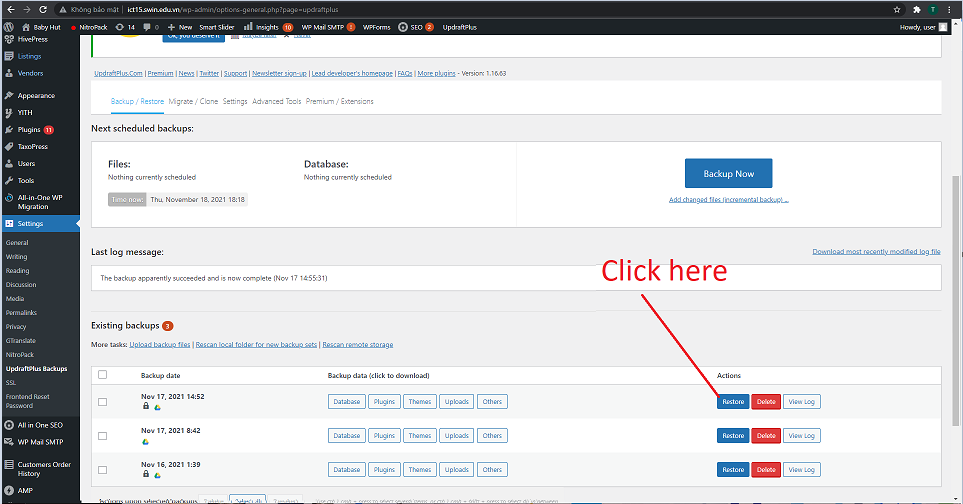 Không bảo mật | ict15.swin.edu.vn/wp-admin/options-general.php?page=updraftplus
Baby Hut NitroPack 14 0 New Smart Slider Insights 10 WP Mail SMTP 1 WPForms SEO 2 UpdraftPlus Howdy, user
HivePress
Listings
Vendors
Appearance
YITH
Plugins 11
TaxoPress
Users
Tools
All-in-One WP
Migration
Settings
General
Writing
Reading
Discussion
Media
Permalinks
Privacy
GTranslate
NitroPack
UpdraftPlus Backups
SSL
Frontend Reset
Password
All in One SEO
WP Mail SMTP
Customers Order
History
AMP
Ok, you deserve it
UpdraftPlus.Com | Premium | News | Twitter | Support | Newsletter sign-up | Lead developer's homepage | FAQs | More plugins - Version: 1.16.63
Backup / Restore Migrate / Clone Settings Advanced Tools Premium / Extensions
Next scheduled backups:
Files: Database:
Nothing currently scheduled Nothing currently scheduled
Time now: Thu, November 18, 2021 18:18
Backup Now
Add changed files (incremental backup) ...
Last log message: Download most recently modified log file
The backup apparently succeeded and is now complete (Nov 17 14:55:31)
Click here
Existing backups 3
More tasks: Upload backup files | Rescan local folder for new backup sets | Rescan remote storage
Backup date Backup data (click to download) Actions
Nov 17, 2021 14:52 Database Plugins Themes Uploads Others Restore Delete View Log
Nov 17, 2021 8:42 Database Plugins Themes Uploads Others Restore Delete View Log
Nov 16, 2021 1:39 Database Plugins Themes Uploads Others Restore Delete View Log